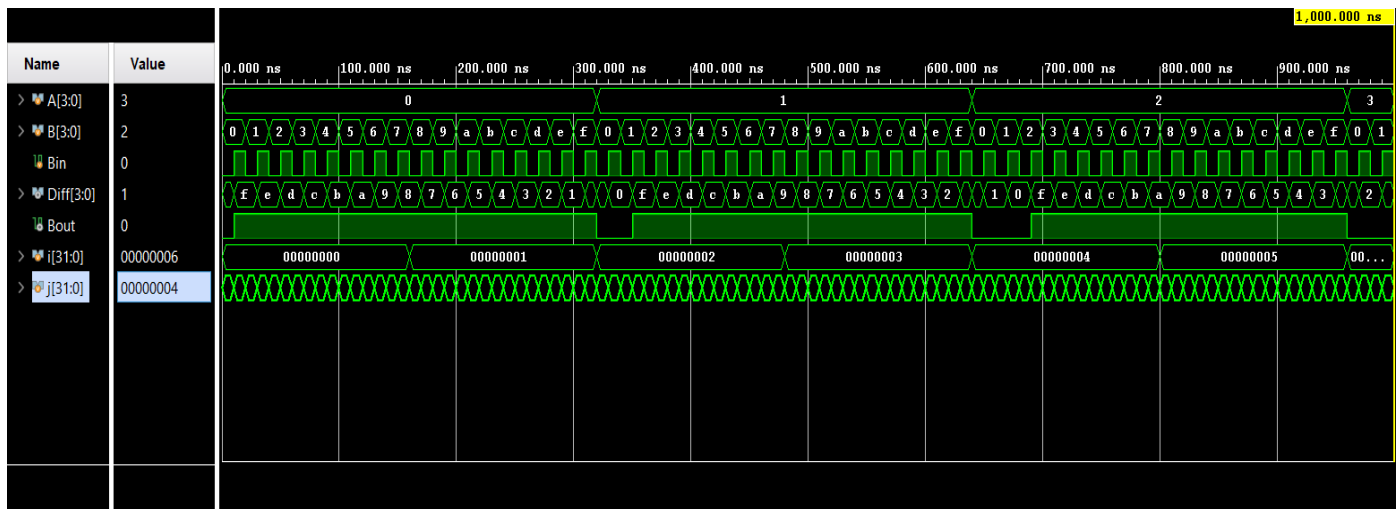 1,000.000 ns
Name Value 0.000 ns 100.000 ns 200.000 ns 300.000 ns 400.000 ns 500.000 ns 600.000 ns 700.000 ns 800.000 ns 900.000 ns
A[3:0] 3 0 1 2 3
B[3:0] 2 0 1 2 3 4 5 6 7 8 9 a b c d e f 0 1 2 3 4 5 6 7 8 9 a b c d e f 0 1 2 3 4 5 6 7 8 9 a b c d e f 0 1
Bin 0
Diff[3:0] 1 f e d c b a 9 8 7 6 5 4 3 2 1 0 f e d c b a 9 8 7 6 5 4 3 2 1 0 f e d c b a 9 8 7 6 5 4 3 2
Bout 0
i[31:0] 00000006 00000000 00000001 00000002 00000003 00000004 00000005 00...
j[31:0] 00000004